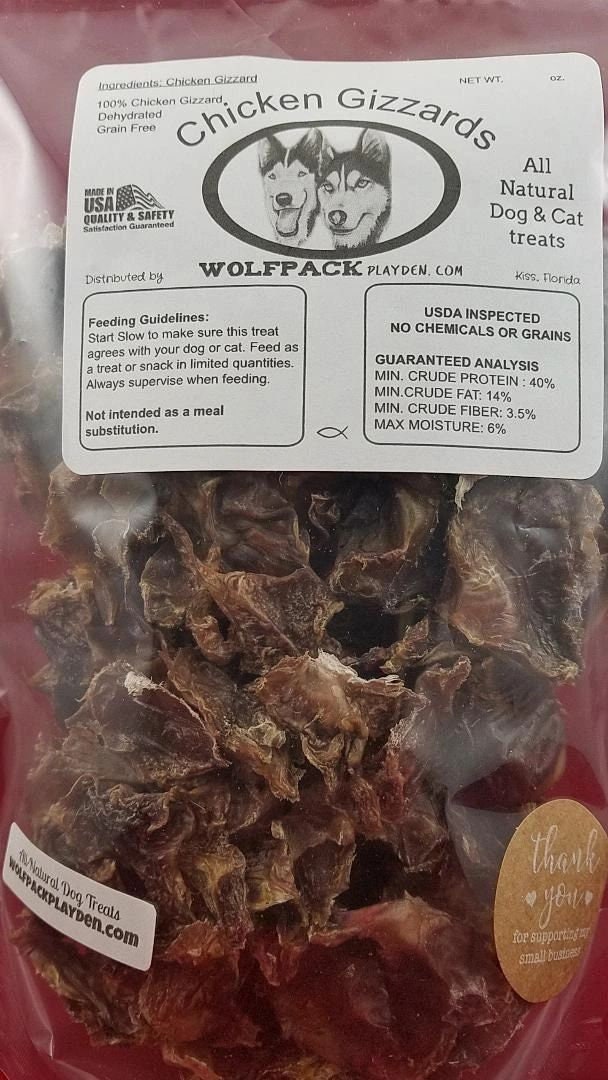 Ingredients: Chicken Gizzard
NET WT. oz.
100% Chicken Gizzard
Dehydrated
Grain Free
Chicken Gizzards
All
Natural
Dog & Cat
treats
MADE IN
USA
QUALITY & SAFETY
Satisfaction Guaranteed
Distributed by
WOLFPACK PLAYDEN.COM
Kiss, Florida
Feeding Guidelines:
Start Slow to make sure this treat
agrees with your dog or cat. Feed as
a treat or snack in limited quantities.
Always supervise when feeding.
Not intended as a meal
substitution.
USDA INSPECTED
NO CHEMICALS OR GRAINS
GUARANTEED ANALYSIS
MIN. CRUDE PROTEIN : 40%
MIN.CRUDE FAT: 14%
MIN. CRUDE FIBER: 3.5%
MAX MOISTURE: 6%
All Natural Dog Treats
WOLFPACKPLAYDEN.com
thank
you
for supporting my
small business